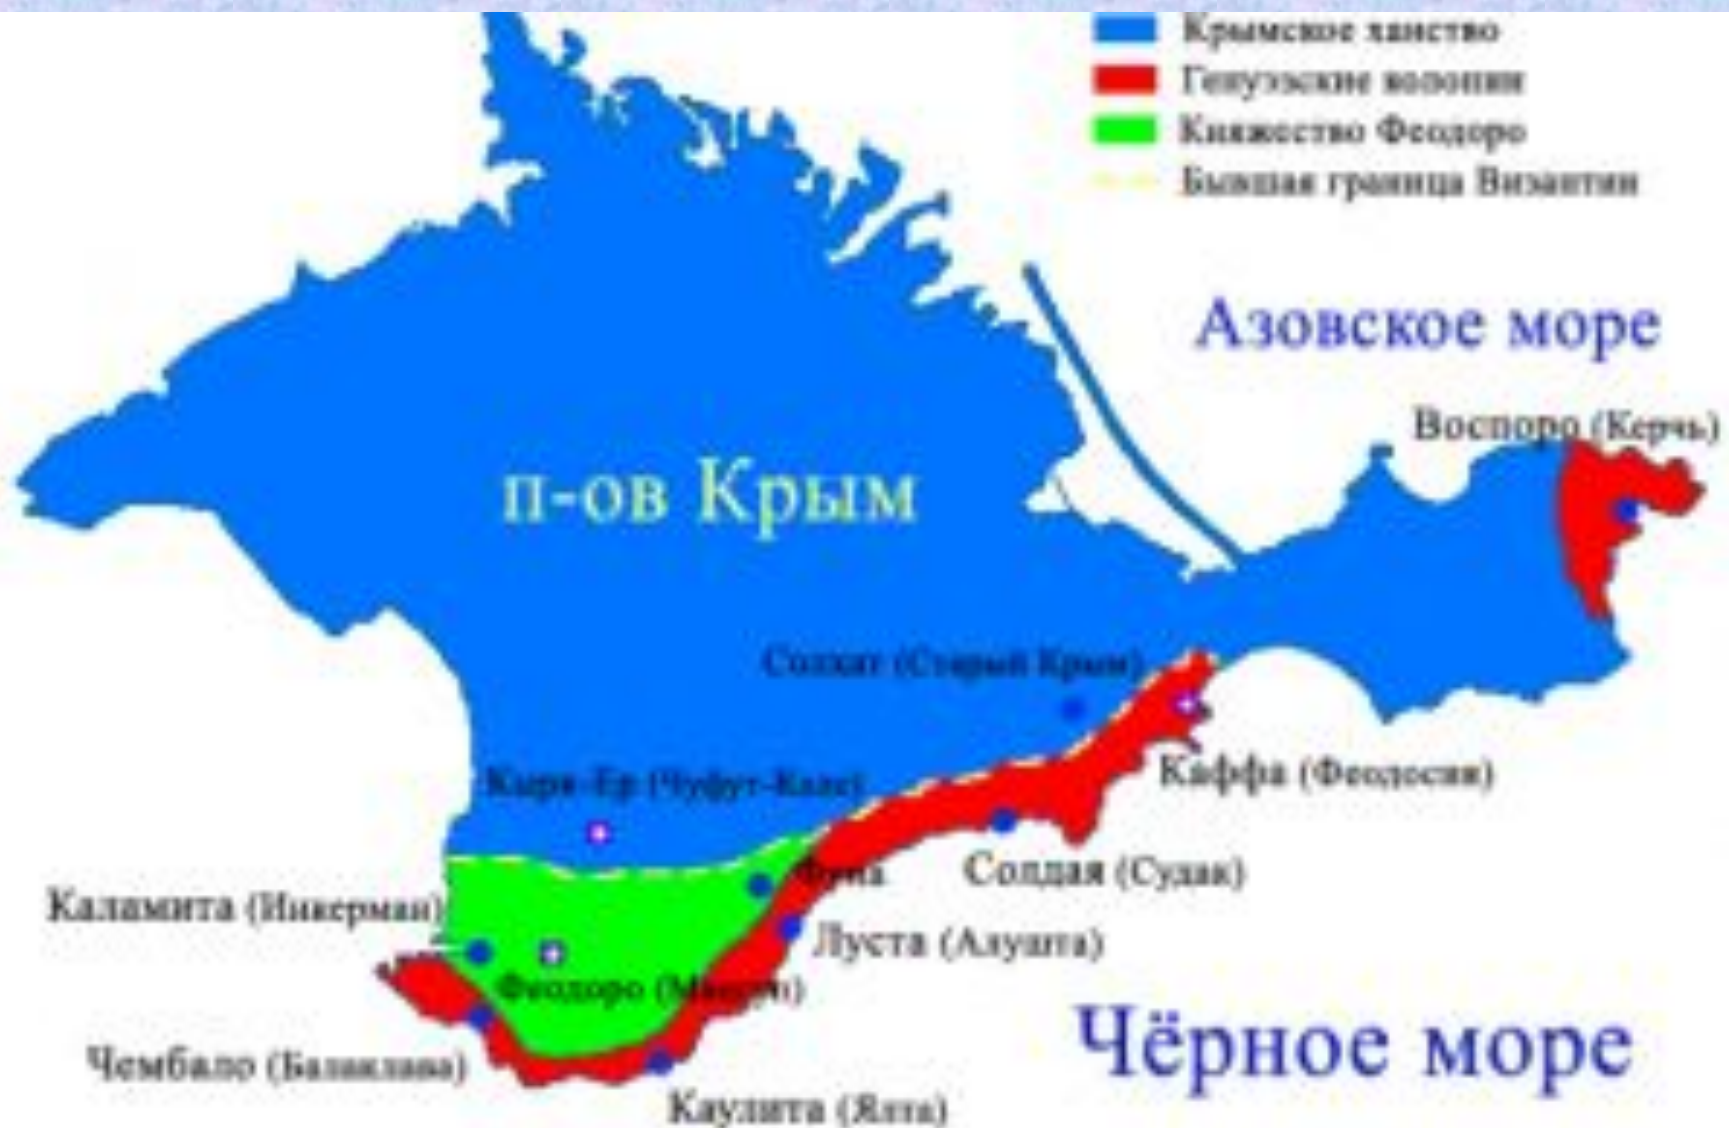 Крымское ханство
Генуэзские колонии
Княжество Феодоро
Бывшая граница Византии
Азовское море
Воспоро (Керчь)
п-ов Крым
Солхат (Старый Крым)
Каффа (Феодосия)
Кырк-Ер (Чуфут-Кале)
Фуна
Солдая (Судак)
Каламита (Инкерман)
Луста (Алушта)
Феодоро (Мангуп)
Чёрное море
Чембало (Балаклава)
Каулита (Ялта)